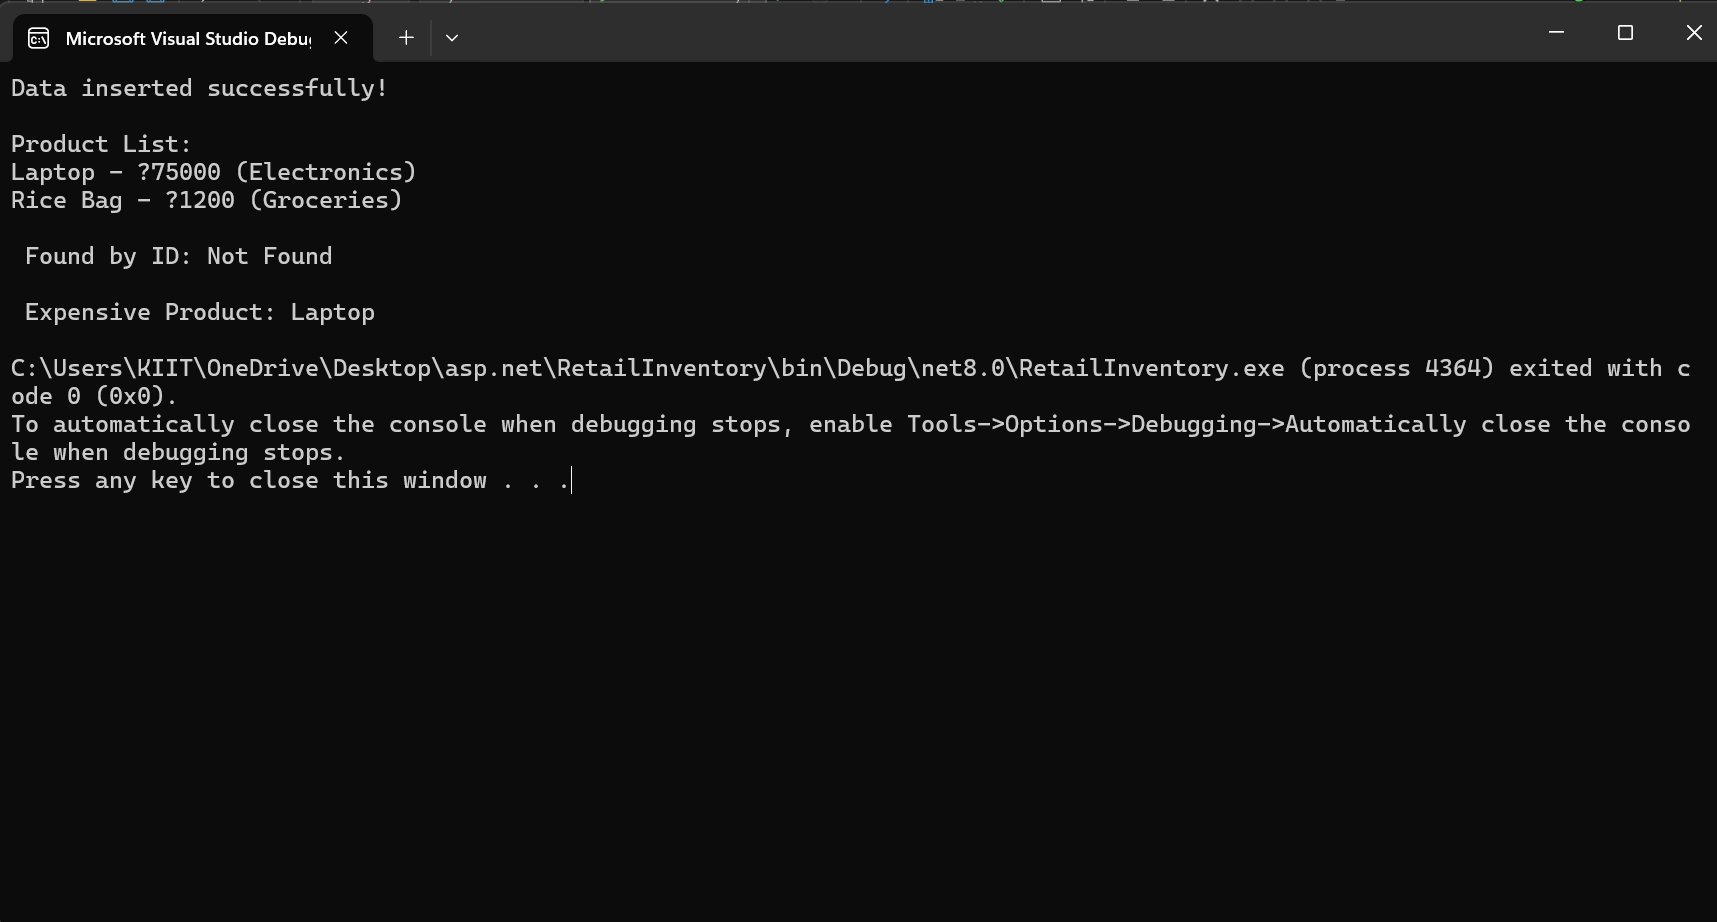 Microsoft Visual Studio Debu
Data inserted successfully!
Product List:
Laptop - ?75000 (Electronics)
Rice Bag - ?1200 (Groceries)
Found by ID: Not Found
Expensive Product: Laptop
C:\Users\KIIT\OneDrive\Desktop\asp.net\RetailInventory\bin\Debug\net8.0\RetailInventory.exe (process 4364) exited with c
ode 0 (0x0).
To automatically close the console when debugging stops, enable Tools->Options->Debugging->Automatically close the conso
le when debugging stops.
Press any key to close this window . . .